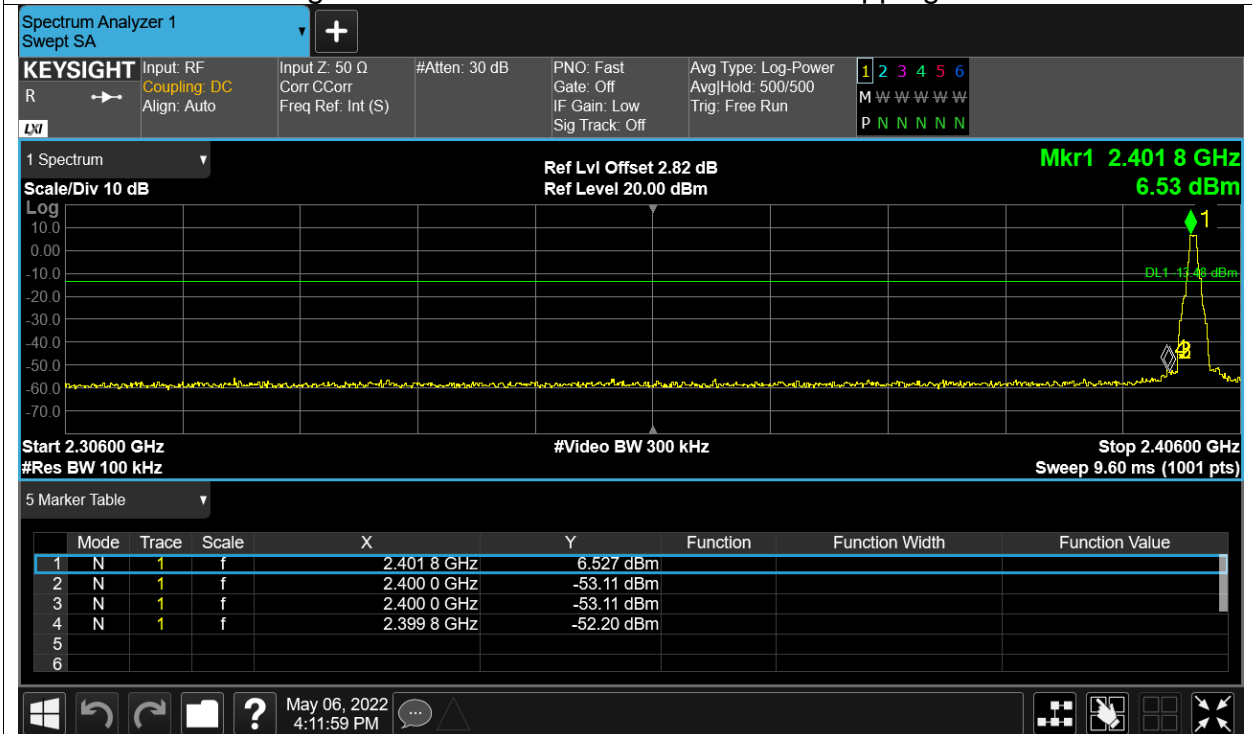 Spectrum Analyzer 1
Swept SA
+
KEYSIGHT Input: RF Input Z: 50 Ω #Atten: 30 dB PNO: Fast Avg Type: Log-Power 1 2 3 4 5 6
R Coupling: DC Corr CCorr Gate: Off Avg|Hold: 500/500 M W W W W W
Align: Auto Freq Ref: Int (S) IF Gain: Low Trig: Free Run
LXI Sig Track: Off P N N N N N
1 Spectrum Ref Lvl Offset 2.82 dB Mkr1 2.401 8 GHz
Scale/Div 10 dB Ref Level 20.00 dBm 6.53 dBm
Log
1
10.0
0.00
-10.0 DL1 -13.48 dBm
-20.0
-30.0
-40.0
-50.0
-60.0
-70.0
Start 2.30600 GHz #Video BW 300 kHz Stop 2.40600 GHz
#Res BW 100 kHz Sweep 9.60 ms (1001 pts)
5 Marker Table
Mode Trace Scale X Y Function Function Width Function Value
1 N 1 f 2.401 8 GHz 6.527 dBm
2 N 1 f 2.400 0 GHz -53.11 dBm
3 N 1 f 2.400 0 GHz -53.11 dBm
4 N 1 f 2.399 8 GHz -52.20 dBm
5
6
? May 06, 2022
4:11:59 PM